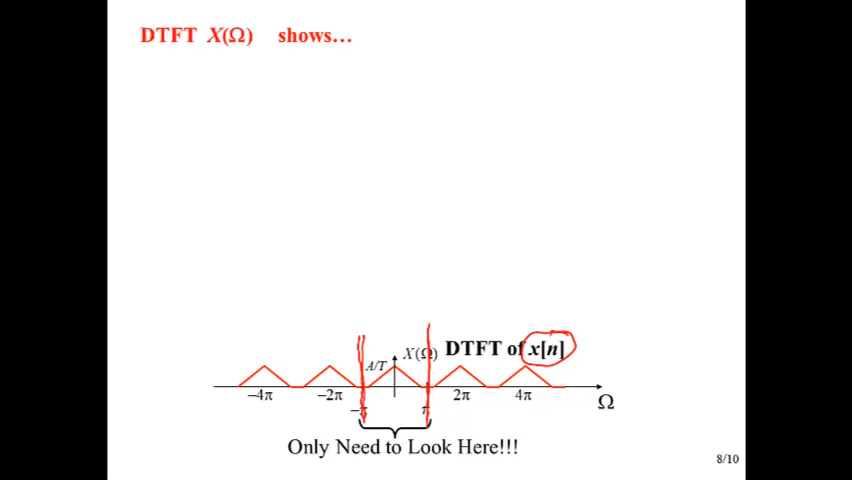 DTFT X(Ω) shows...
X(Ω) DTFT of x[n]
A/T
−4π −2π 2π 4π
−π π Ω
Only Need to Look Here!!!
8/10